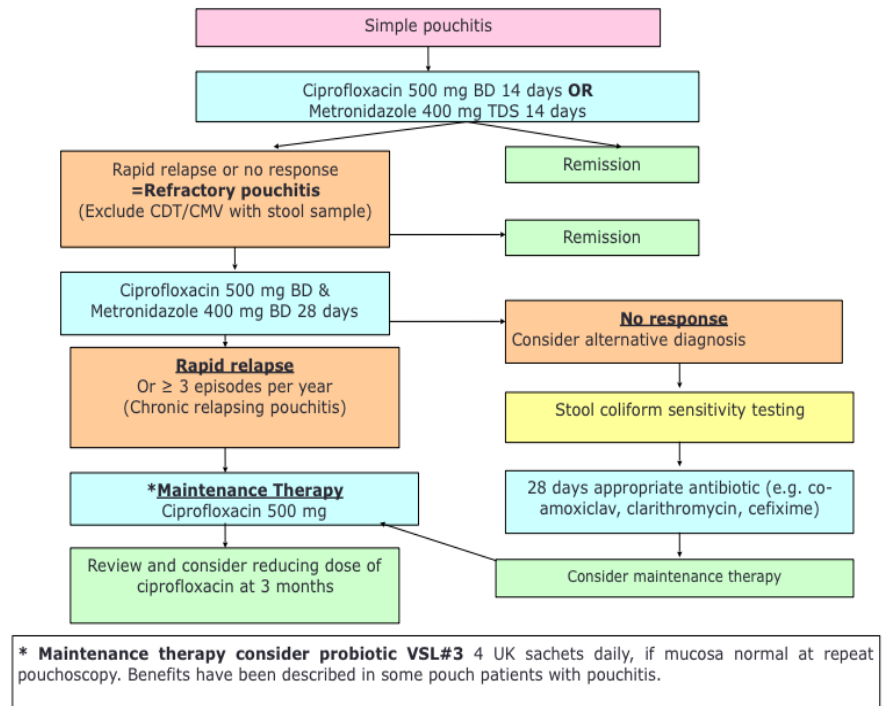 Simple pouchitis
Ciprofloxacin 500 mg BD 14 days OR
Metronidazole 400 mg TDS 14 days
Rapid relapse or no response
=Refractory pouchitis
(Exclude CDT/CMV with stool sample)
Remission
Remission
Ciprofloxacin 500 mg BD &
Metronidazole 400 mg BD 28 days
No response
Consider alternative diagnosis
Rapid relapse
Or ≥ 3 episodes per year
(Chronic relapsing pouchitis)
Stool coliform sensitivity testing
*Maintenance Therapy
Ciprofloxacin 500 mg
28 days appropriate antibiotic (e.g. co-
amoxiclav, clarithromycin, cefixime)
Review and consider reducing dose of
ciprofloxacin at 3 months
Consider maintenance therapy
* Maintenance therapy consider probiotic VSL#3 4 UK sachets daily, if mucosa normal at repeat
pouchoscopy. Benefits have been described in some pouch patients with pouchitis.